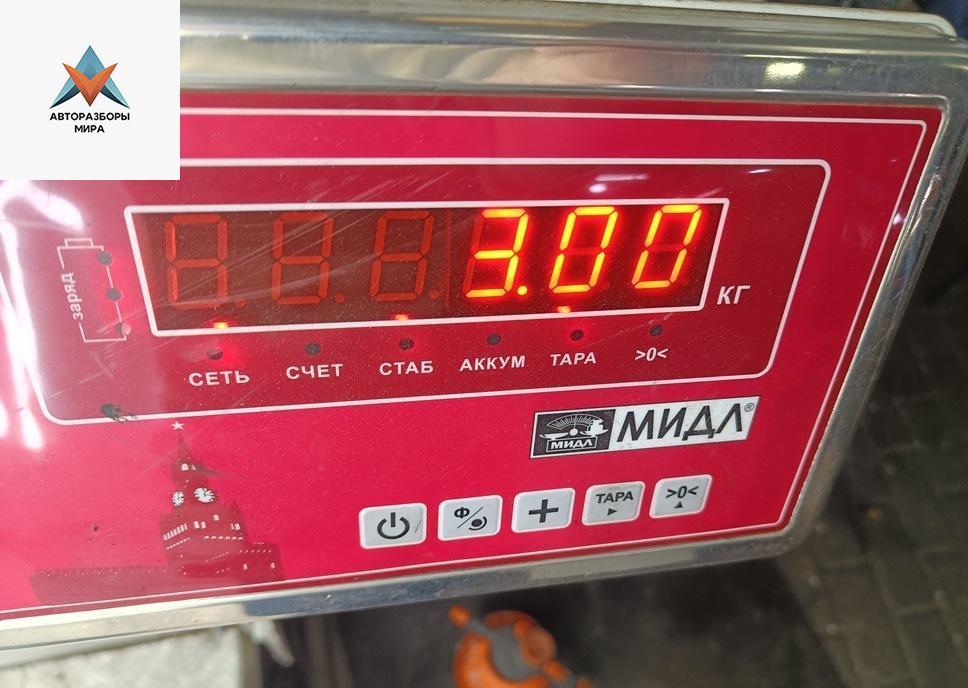 АВТОРАЗБОРЫ
МИРА
3.00
КГ
заряд
СЕТЬ
СЧЕТ
СТАБ
АККУМ
ТАРА
>0<
МИДЛ
МИДЛ®
Ф
ТАРА
>0<